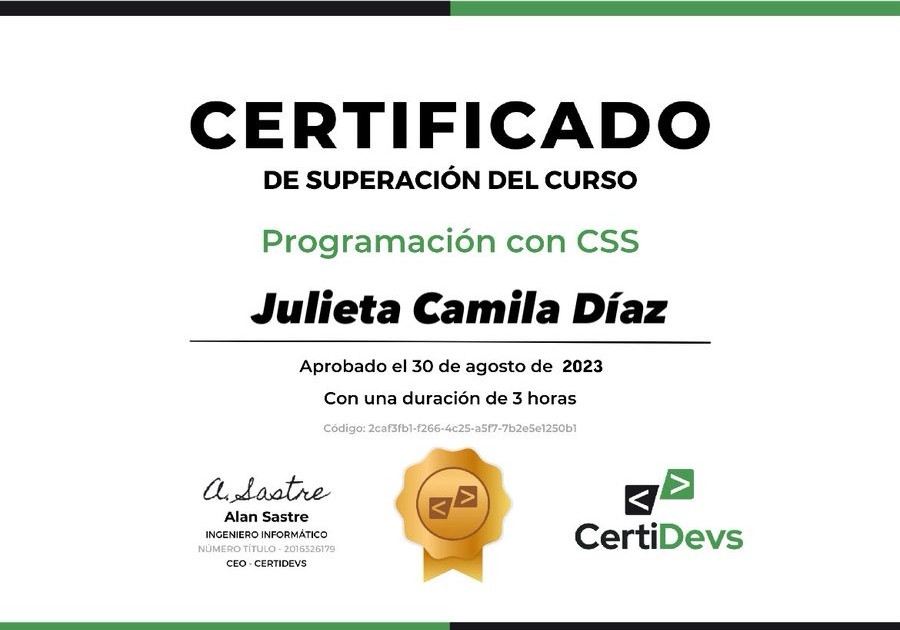 CERTIFICADO
DE SUPERACIÓN DEL CURSO
Programación con CSS
Julieta Camila Díaz
Aprobado el 30 de agosto de 2023
Con una duración de 3 horas
Código: 2caf3fb1-f266-4c25-a5f7-7b2e5e1250b1
A. Sastre
Alan Sastre
INGENIERO INFORMÁTICO
NÚMERO TÍTULO - 2016326179
CEO - CERTIDEVS
< >
< >
CertiDevs